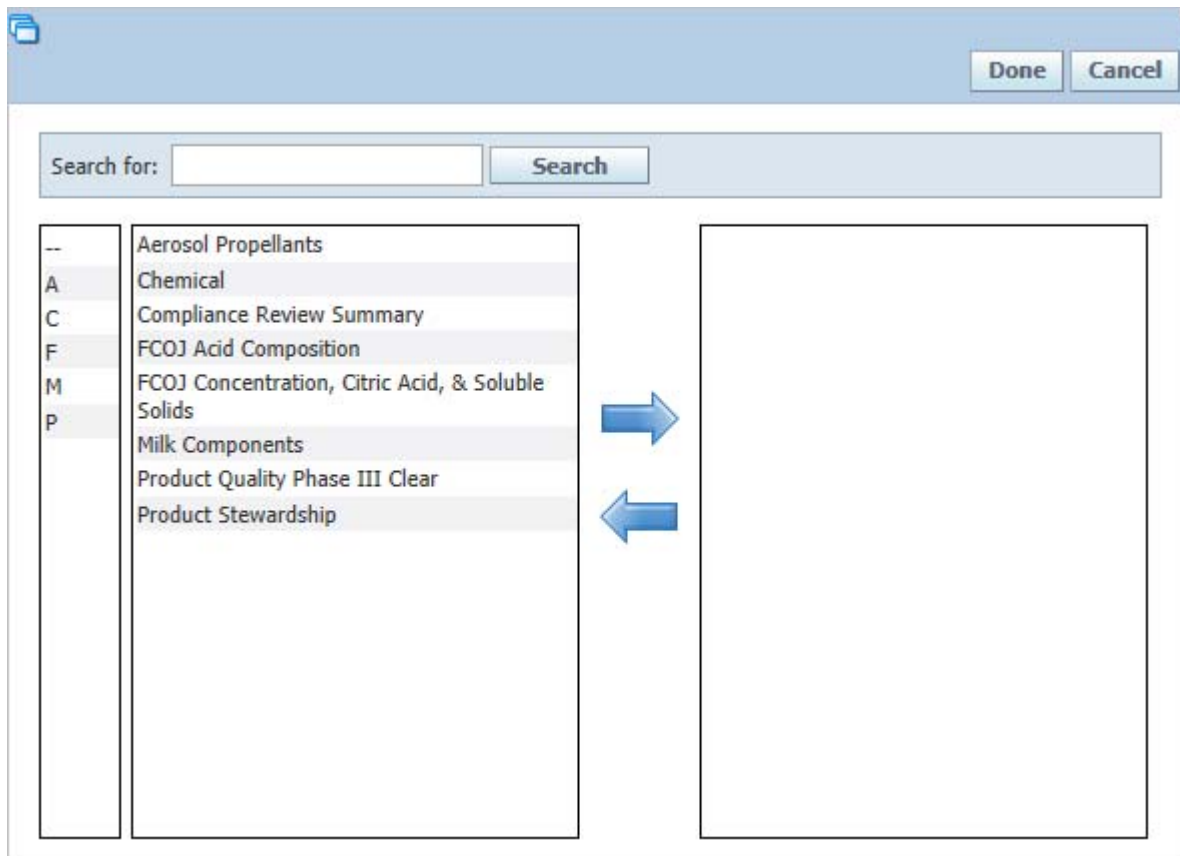 Done Cancel
Search for: Search
--
A
C
F
M
P
Aerosol Propellants
Chemical
Compliance Review Summary
FCOJ Acid Composition
FCOJ Concentration, Citric Acid, & Soluble
Solids
Milk Components
Product Quality Phase III Clear
Product Stewardship